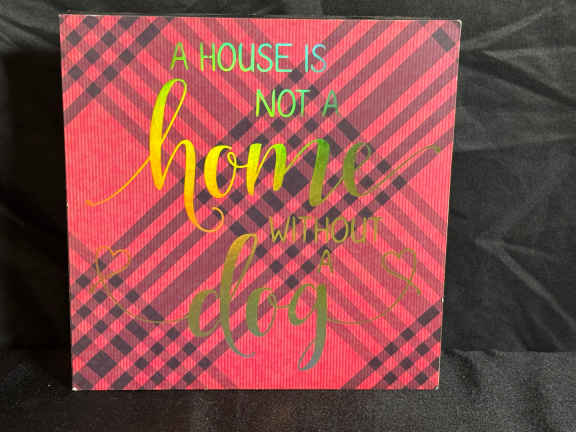 A HOUSE IS
NOT A
home
WITHOUT
A
dog